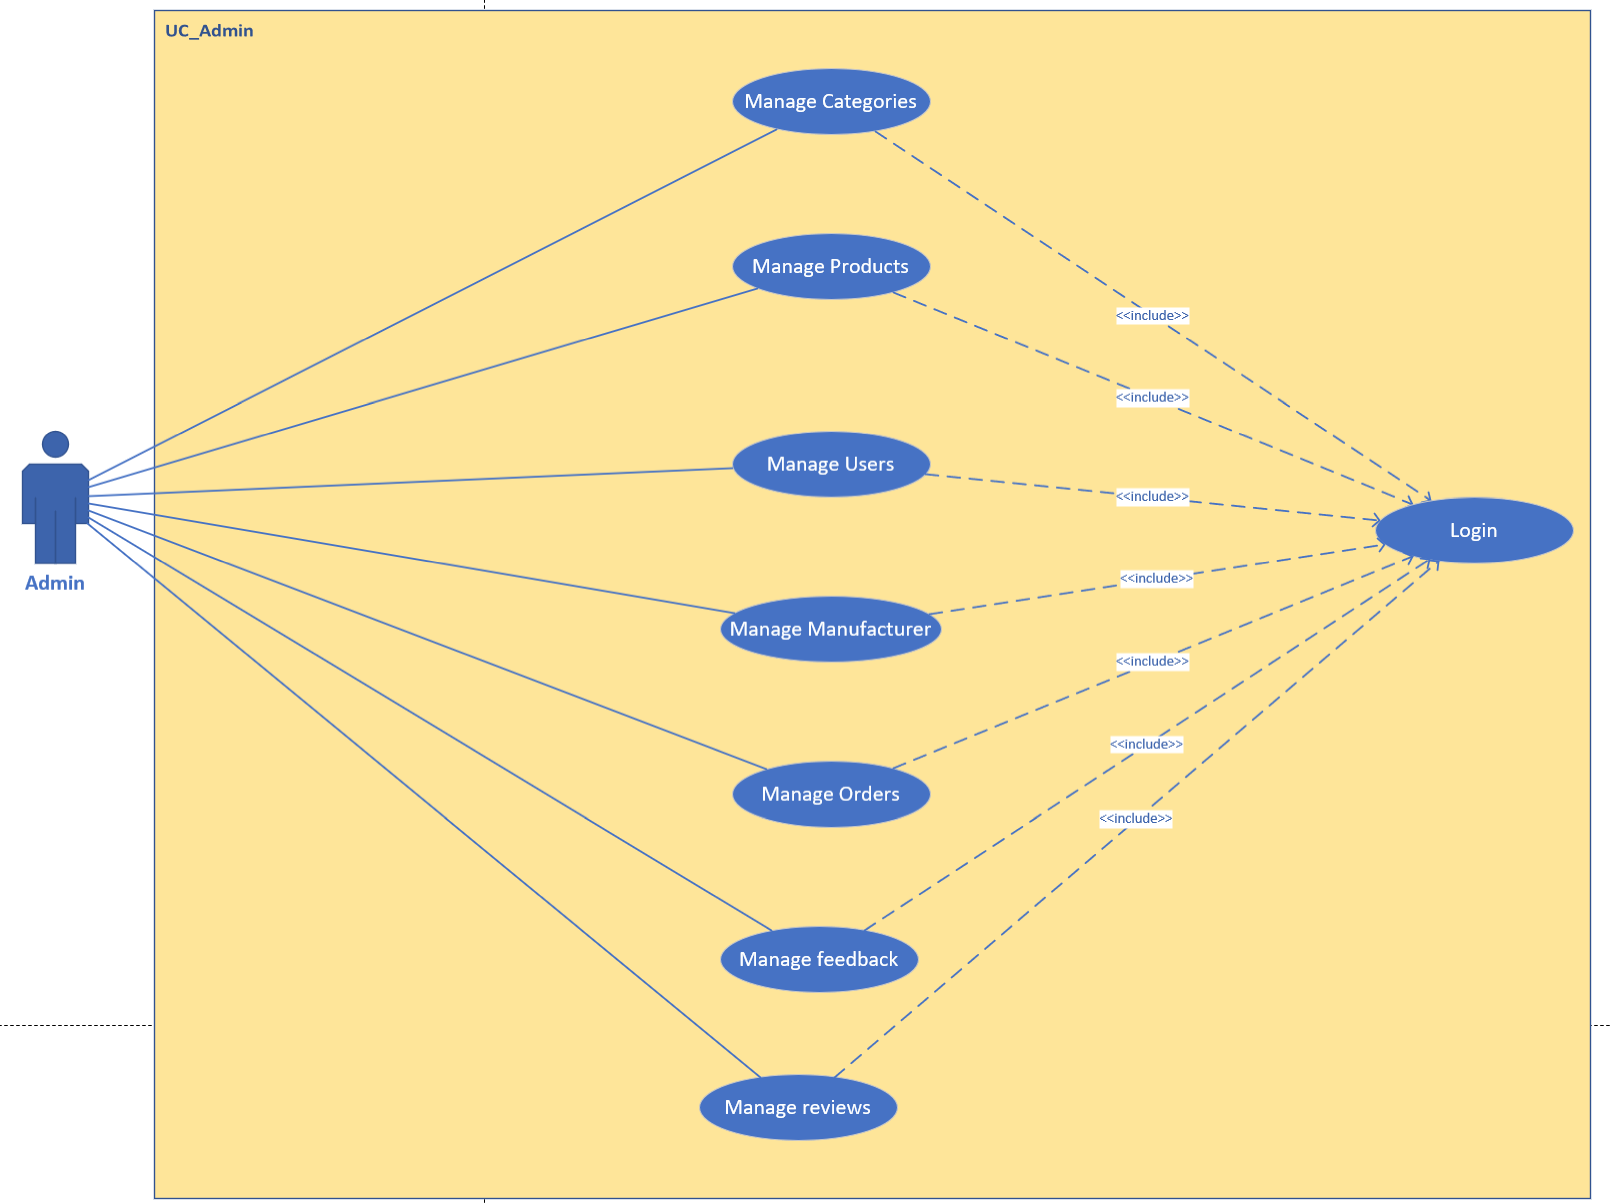 UC_Admin
Manage Categories
Manage Products
<<include>>
<<include>>
Manage Users
<<include>>
Login
Admin
<<include>>
Manage Manufacturer
<<include>>
<<include>>
Manage Orders
<<include>>
Manage feedback
Manage reviews